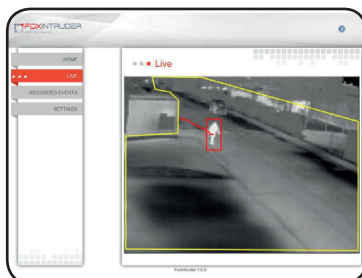 FOXINTRUDER
HOME
LIVE
RECORDED EVENTS
SETTINGS
Live
FoxIntruder 1.0.0